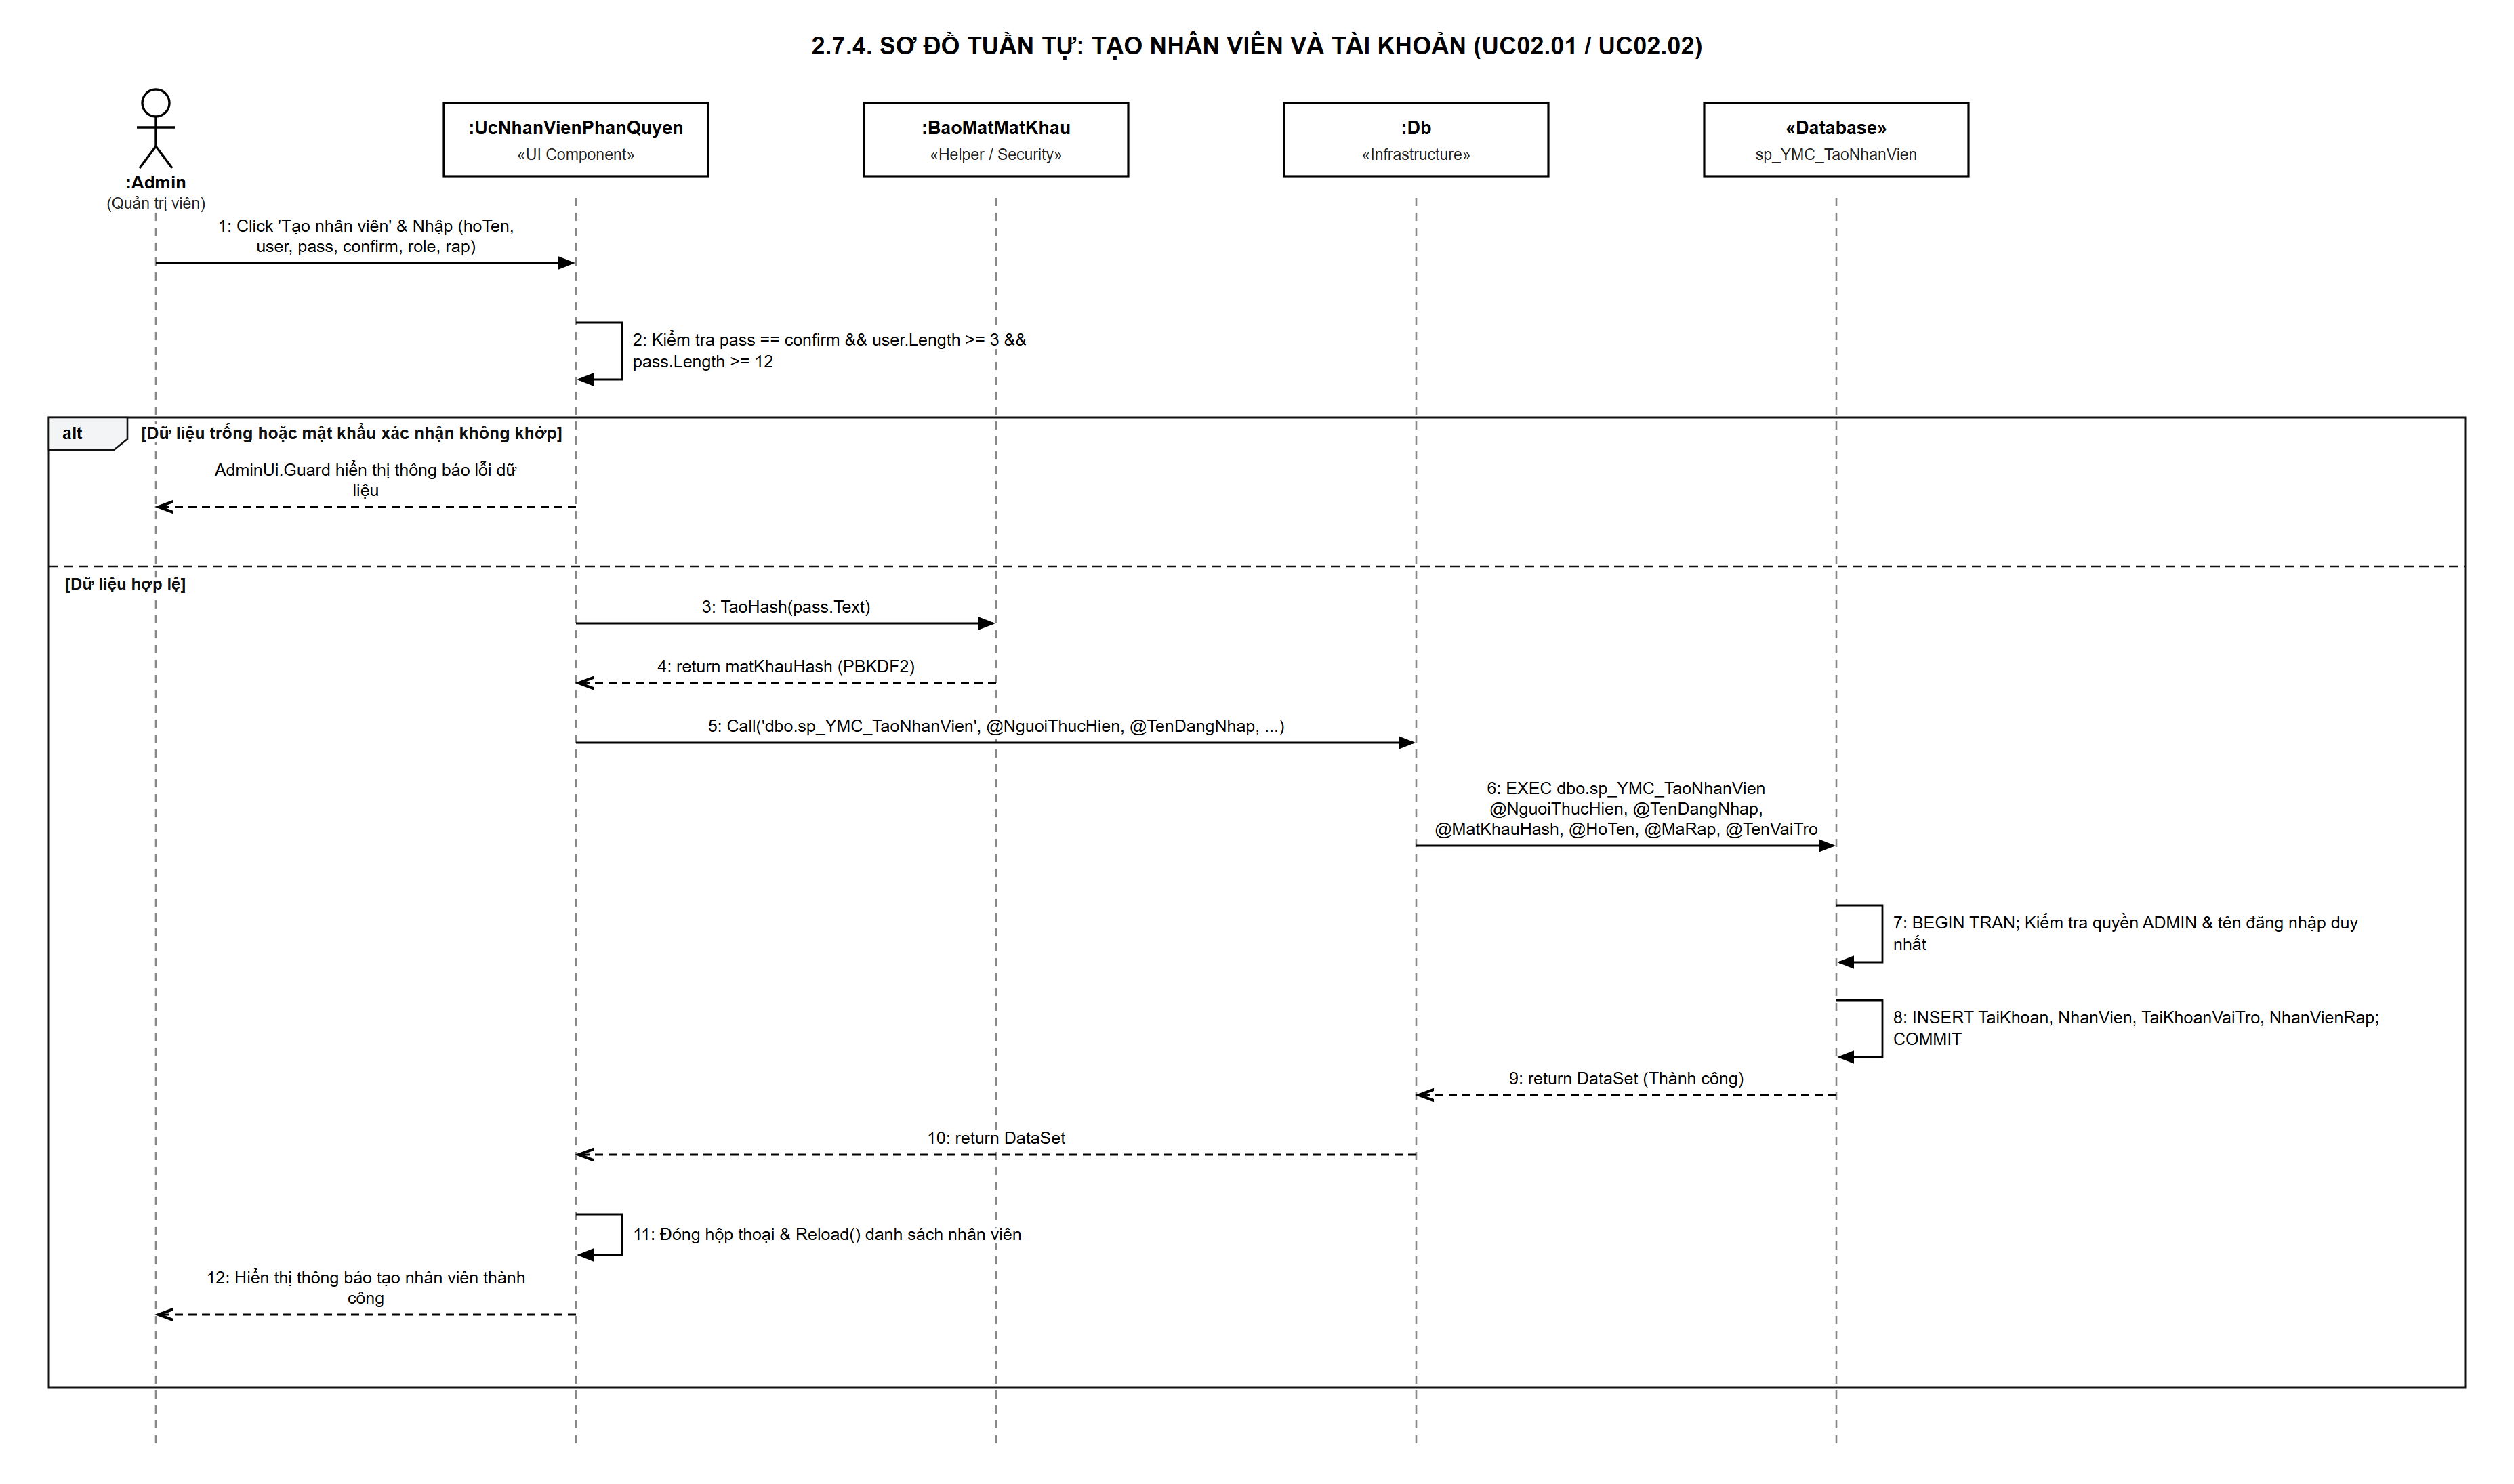 2.7.4. SƠ ĐỒ TUẦN TỰ: TẠO NHÂN VIÊN VÀ TÀI KHOẢN (UC02.01 / UC02.02)
:Admin
(Quản trị viên)
:UcNhanVienPhanQuyen
«UI Component»
:BaoMatMatKhau
«Helper / Security»
:Db
«Infrastructure»
«Database»
sp_YMC_TaoNhanVien
1: Click 'Tạo nhân viên' & Nhập (hoTen,
user, pass, confirm, role, rap)
2: Kiểm tra pass == confirm && user.Length >= 3 &&
pass.Length >= 12
alt
[Dữ liệu trống hoặc mật khẩu xác nhận không khớp]
AdminUi.Guard hiển thị thông báo lỗi dữ
liệu
[Dữ liệu hợp lệ]
3: TaoHash(pass.Text)
4: return matKhauHash (PBKDF2)
5: Call('dbo.sp_YMC_TaoNhanVien', @NguoiThucHien, @TenDangNhap, ...)
6: EXEC dbo.sp_YMC_TaoNhanVien
@NguoiThucHien, @TenDangNhap,
@MatKhauHash, @HoTen, @MaRap, @TenVaiTro
7: BEGIN TRAN; Kiểm tra quyền ADMIN & tên đăng nhập duy
nhất
8: INSERT TaiKhoan, NhanVien, TaiKhoanVaiTro, NhanVienRap;
COMMIT
9: return DataSet (Thành công)
10: return DataSet
11: Đóng hộp thoại & Reload() danh sách nhân viên
12: Hiển thị thông báo tạo nhân viên thành
công